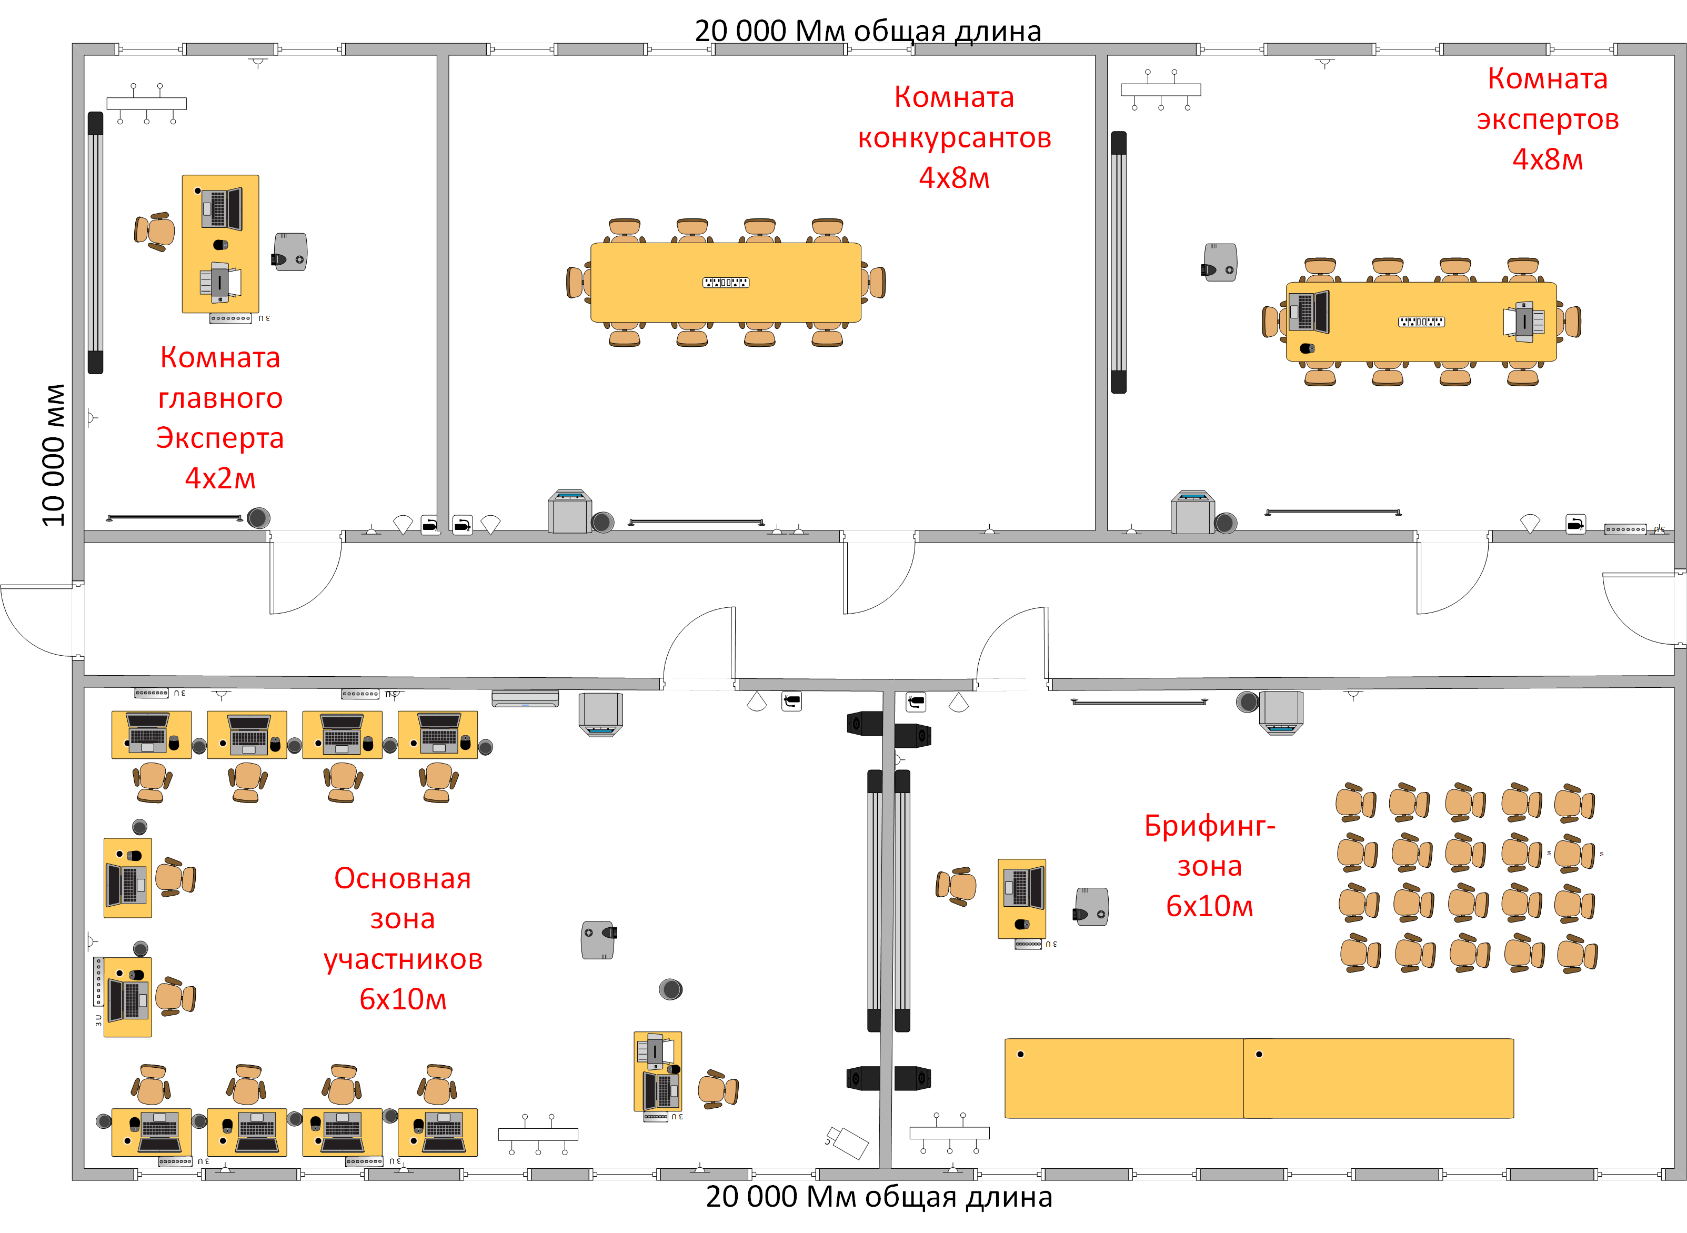 20 000 Мм общая длина
Комната
конкурсантов
4х8м
Комната
экспертов
4х8м
Комната
главного
Эксперта
4х2м
10 000 мм
Основная
зона
участников
6х10м
Брифинг-
зона
6х10м
20 000 Мм общая длина